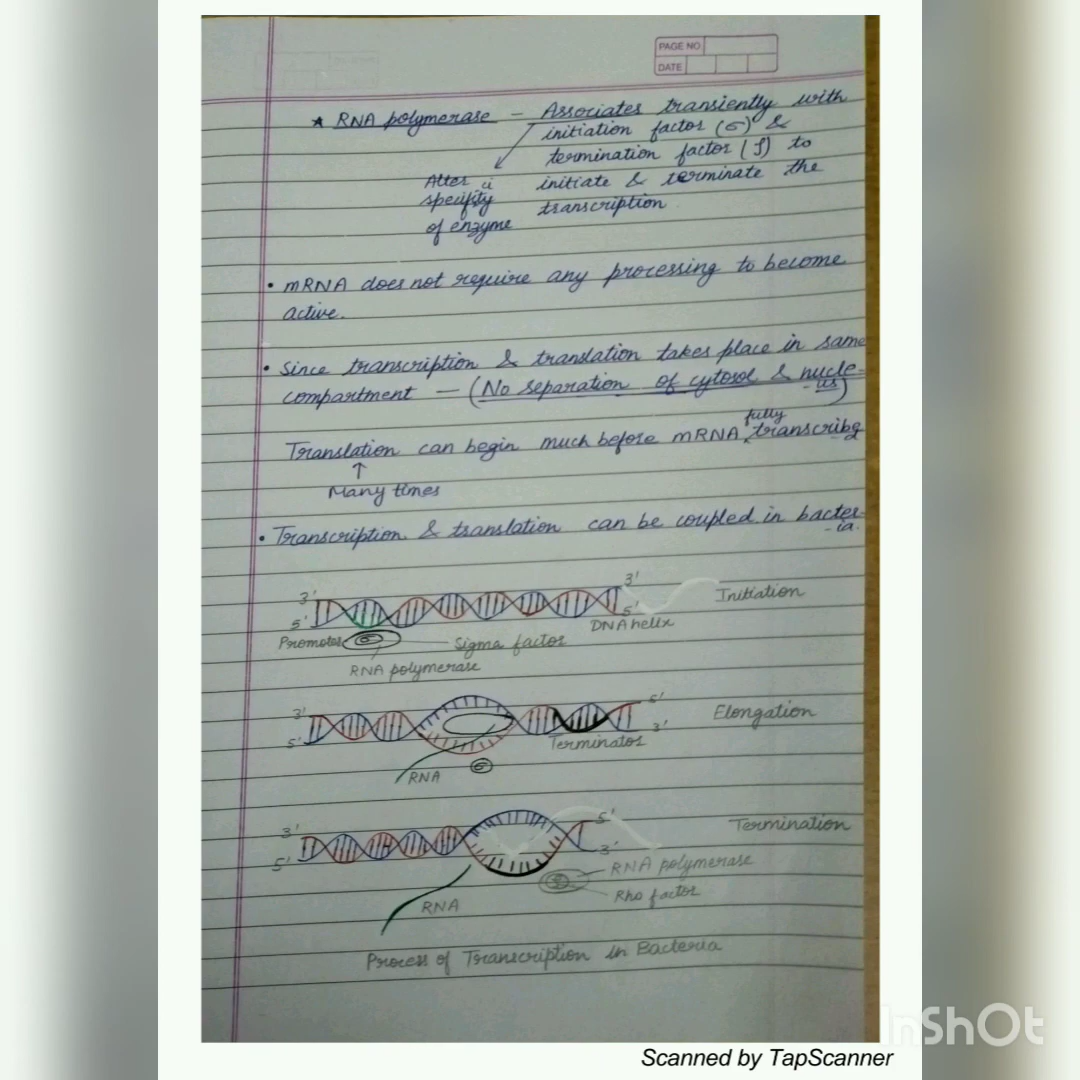 PAGE NO
DATE
★ RNA polymerase — Associates transiently with
initiation factor (σ) &
termination factor (ρ) to
Alter initiate & terminate the
specifity transcription
of enzyme
• mRNA does not require any processing to become
active.
• Since transcription & translation takes place in same
compartment — (No separation of cytosol & nucle-
us)
fully
Translation can begin much before mRNA transcribg
↑
Many times
• Transcription & translation can be coupled in bacter-
ia.
3' 3' Initiation
5' 5'
DNA helix
Promoter σ Sigma factor
RNA polymerase
3' 5' Elongation
5' 3'
Terminator
RNA σ
3' 5' Termination
5' 3'
RNA polymerase
Rho factor
RNA
Process of Transcription in Bacteria
InShOt
Scanned by TapScanner